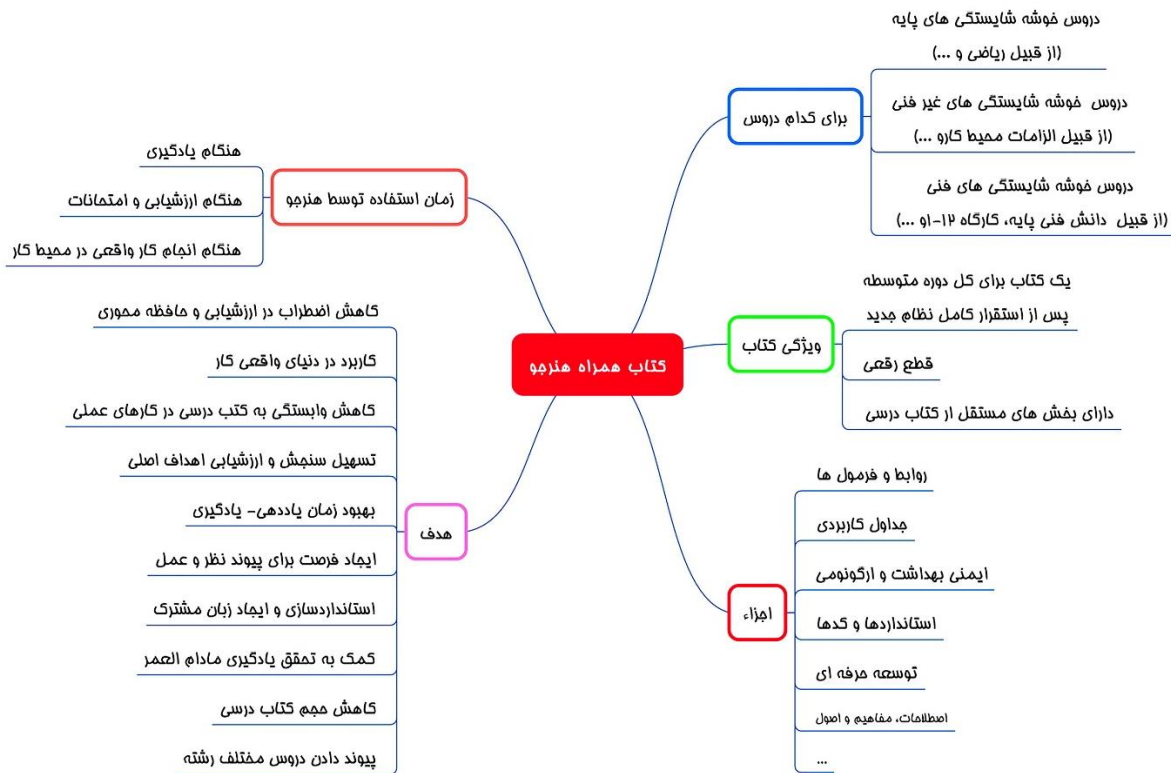 کتاب همراه هنرجو
برای کدام دروس
دروس خوشه شایستگی های پایه
(از قبیل ریاضی و ...)
دروس خوشه شایستگی های غیر فنی
(از قبیل الزامات محیط کارو ...)
دروس خوشه شایستگی های فنی
(از قبیل دانش فنی پایه، کارگاه ۱۲-۱و ...)
ویژگی کتاب
یک کتاب برای کل دوره متوسطه
پس از استقرار کامل نظام جدید
قطع رقعی
دارای بخش های مستقل از کتاب درسی
اجزاء
روابط و فرمول ها
جداول کاربردی
ایمنی بهداشت و ارگونومی
استانداردها و کدها
توسعه حرفه ای
اصطلاحات، مفاهیم و اصول
...
زمان استفاده توسط هنرجو
هنگام یادگیری
هنگام ارزشیابی و امتحانات
هنگام انجام کار واقعی در محیط کار
هدف
کاهش اضطراب در ارزشیابی و حافظه محوری
کاربرد در دنیای واقعی کار
کاهش وابستگی به کتب درسی در کارهای عملی
تسهیل سنجش و ارزشیابی اهداف اصلی
بهبود زمان یاددهی- یادگیری
ایجاد فرصت برای پیوند نظر و عمل
استانداردسازی و ایجاد زبان مشترک
کمک به تحقق یادگیری مادام العمر
کاهش حجم کتاب درسی
پیوند دادن دروس مختلف رشته